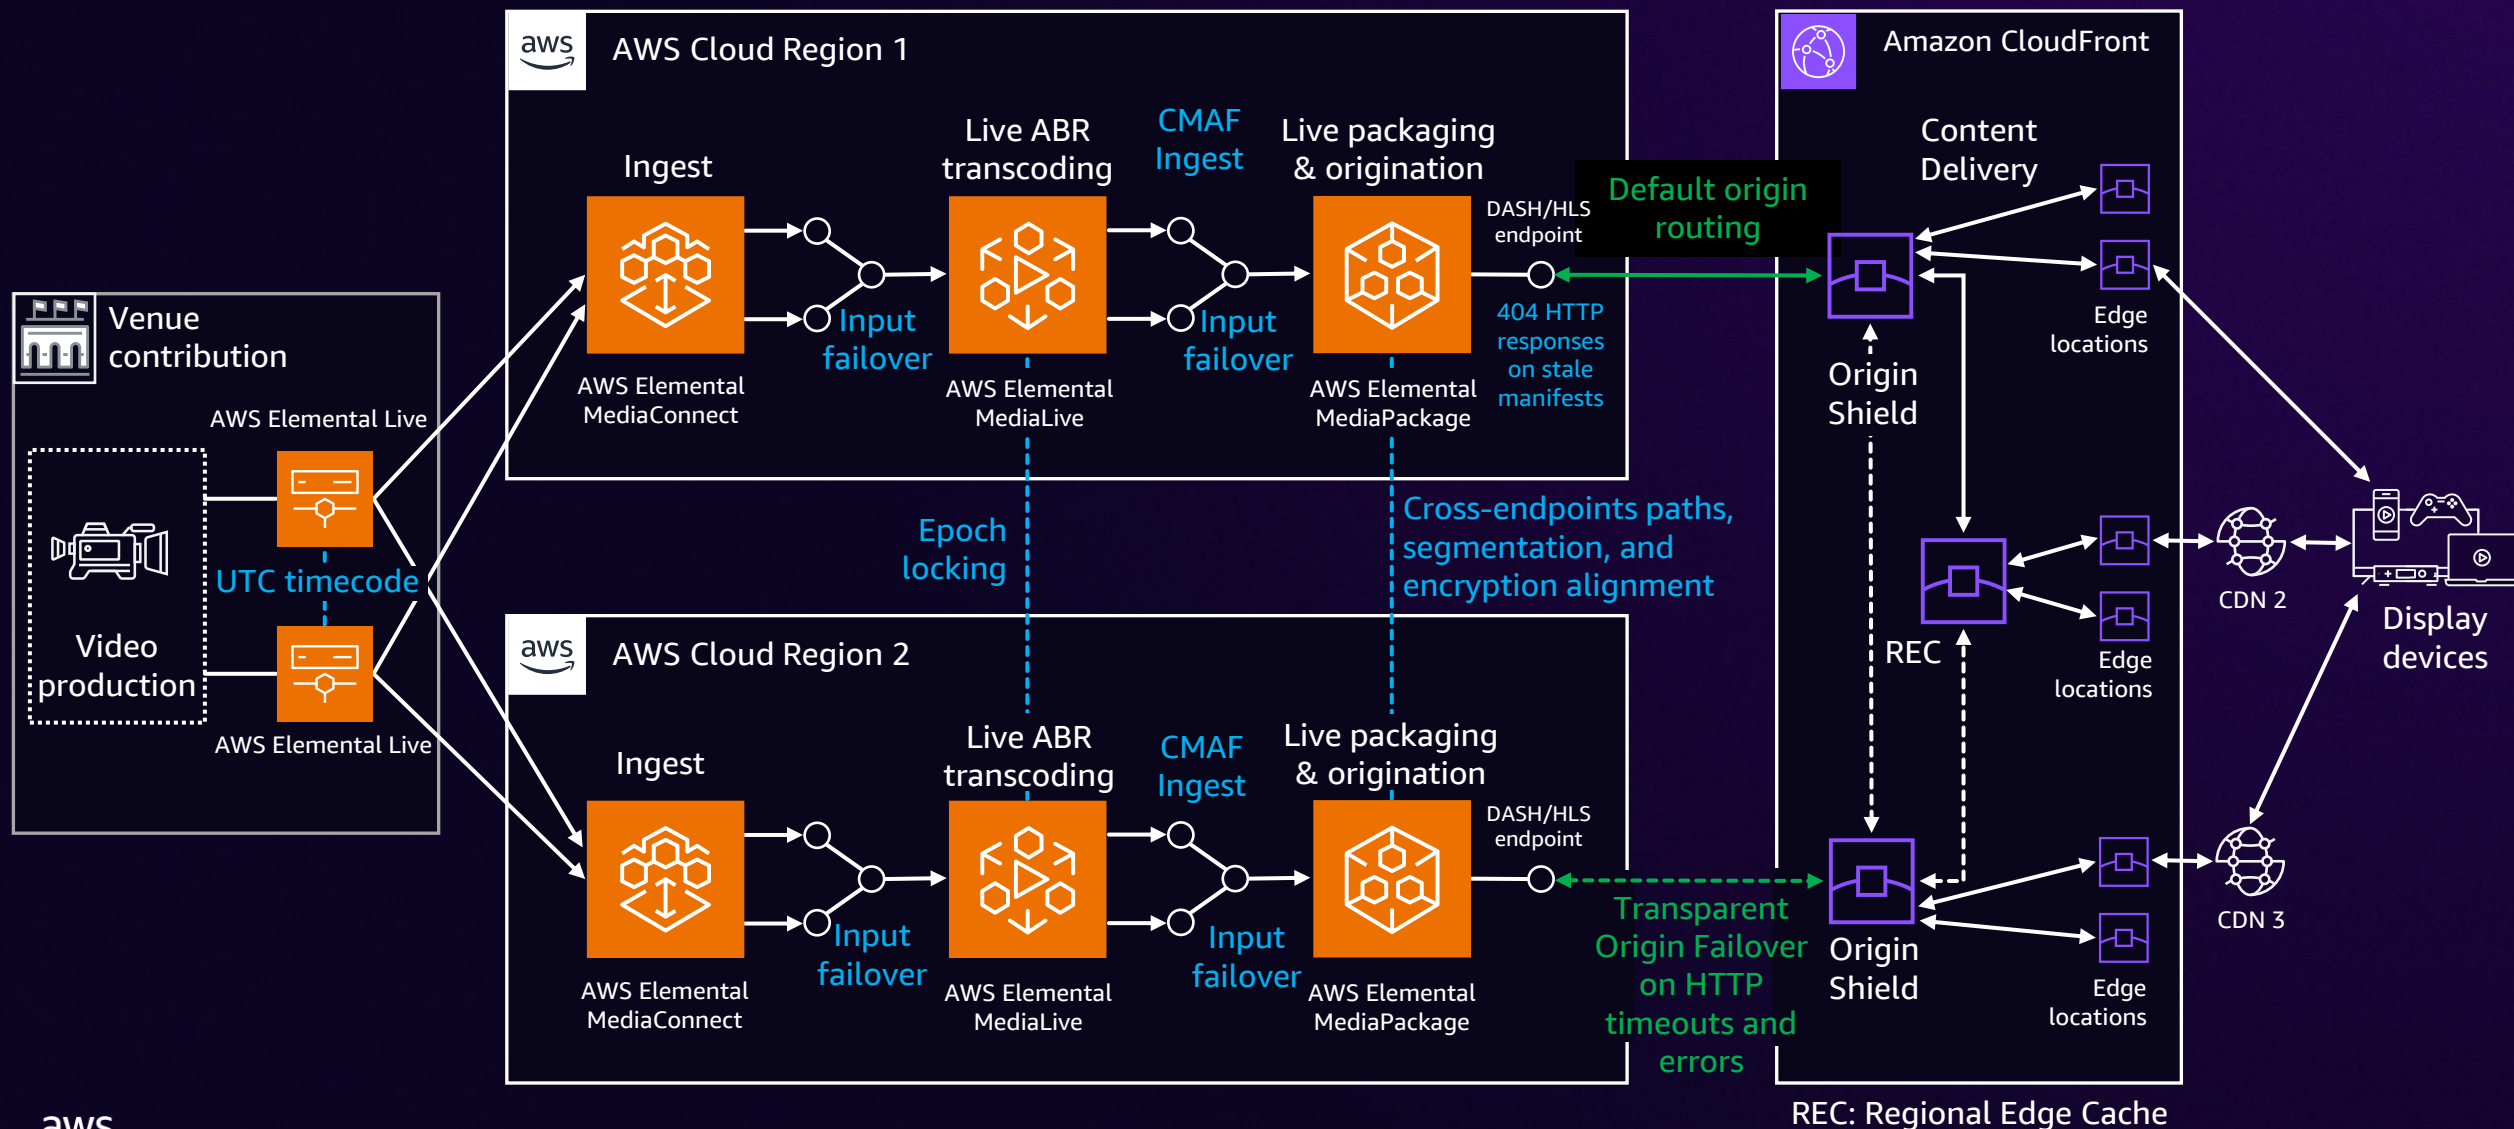 aws
AWS Cloud Region 1
Ingest
AWS Elemental
MediaConnect
Input
failover
Live ABR
transcoding
AWS Elemental
MediaLive
CMAF
Ingest
Input
failover
Live packaging
& origination
AWS Elemental
MediaPackage
DASH/HLS
endpoint
404 HTTP
responses
on stale
manifests
Default origin
routing
Amazon CloudFront
Content
Delivery
Edge
locations
Origin
Shield
Venue
contribution
AWS Elemental Live
UTC timecode
Video
production
AWS Elemental Live
Epoch
locking
Cross-endpoints paths,
segmentation, and
encryption alignment
REC
Edge
locations
CDN 2
Display
devices
aws
AWS Cloud Region 2
Ingest
AWS Elemental
MediaConnect
Input
failover
Live ABR
transcoding
AWS Elemental
MediaLive
CMAF
Ingest
Input
failover
Live packaging
& origination
AWS Elemental
MediaPackage
DASH/HLS
endpoint
Transparent
Origin Failover
on HTTP
timeouts and
errors
Origin
Shield
Edge
locations
CDN 3
REC: Regional Edge Cache
aws